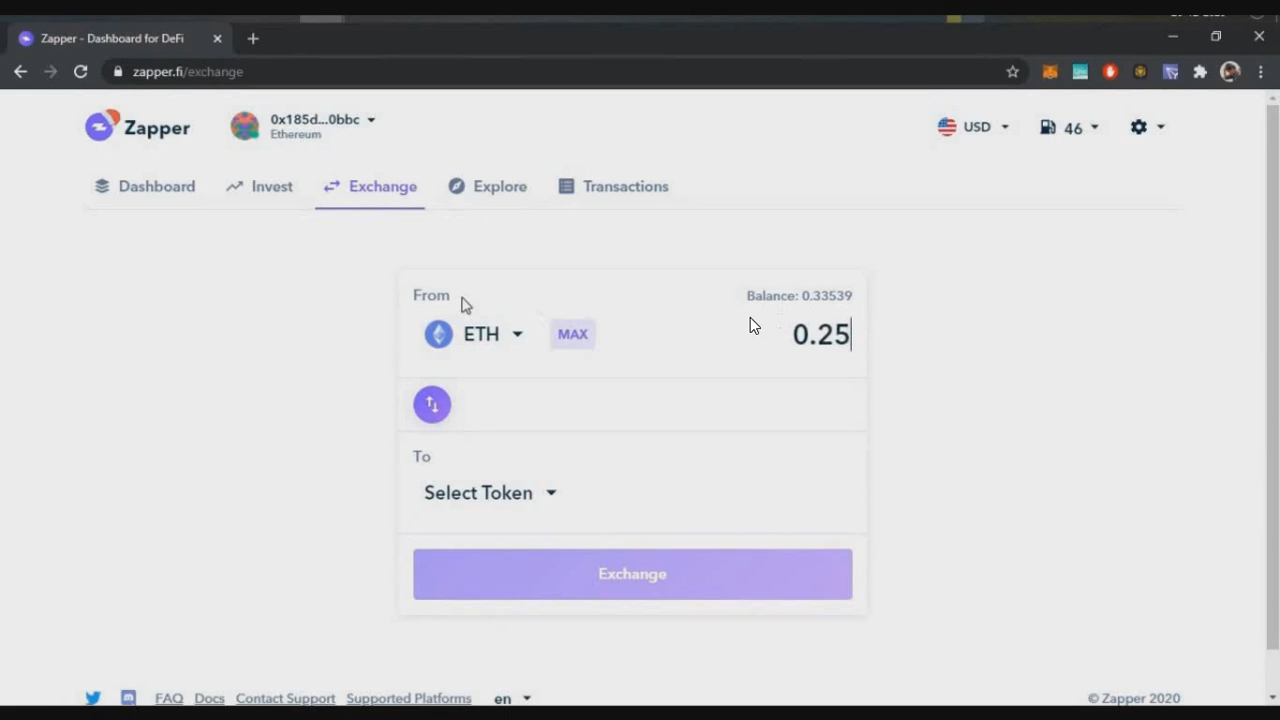 Zapper - Dashboard for DeFi
zapper.fi/exchange
Zapper
0x185d...0bbc
Ethereum
USD
46
Dashboard
Invest
Exchange
Explore
Transactions
From
Balance: 0.33539
ETH
MAX
0.25
To
Select Token
Exchange
FAQ
Docs
Contact Support
Supported Platforms
en
© Zapper 2020